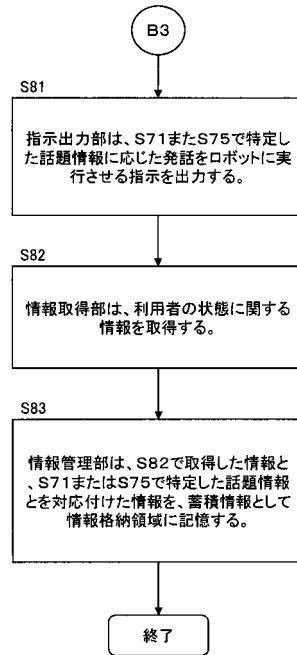 B3
S81
指示出力部は、S71またはS75で特定し
た話題情報に応じた発話をロボットに実
行させる指示を出力する。
S82
情報取得部は、利用者の状態に関する
情報を取得する。
S83
情報管理部は、S82で取得した情報と
、S71またはS75で特定した話題情報
とを対応付けた情報を、蓄積情報として
情報格納領域に記憶する。
終了